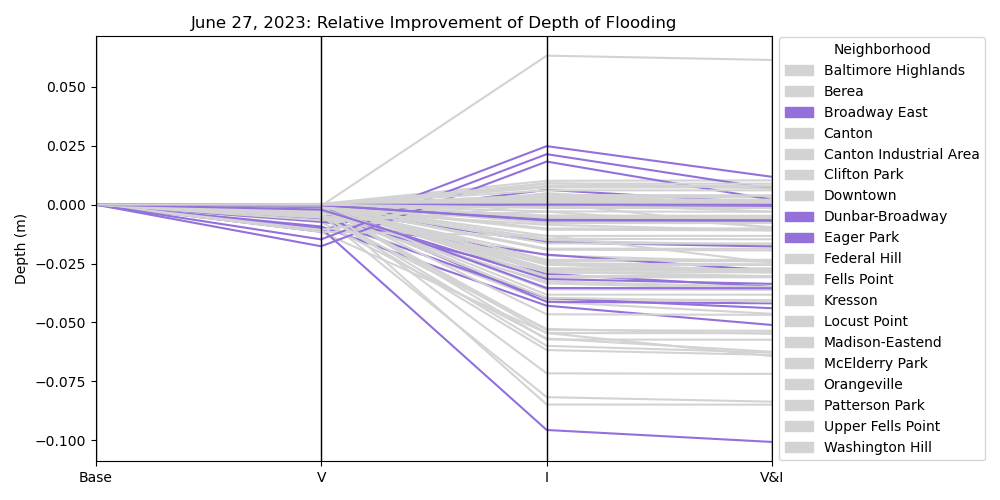 June 27, 2023: Relative Improvement of Depth of Flooding
Depth (m)
0.050
0.025
0.000
−0.025
−0.050
−0.075
−0.100
Base
V
I
V&I
Neighborhood
Baltimore Highlands
Berea
Broadway East
Canton
Canton Industrial Area
Clifton Park
Downtown
Dunbar-Broadway
Eager Park
Federal Hill
Fells Point
Kresson
Locust Point
Madison-Eastend
McElderry Park
Orangeville
Patterson Park
Upper Fells Point
Washington Hill